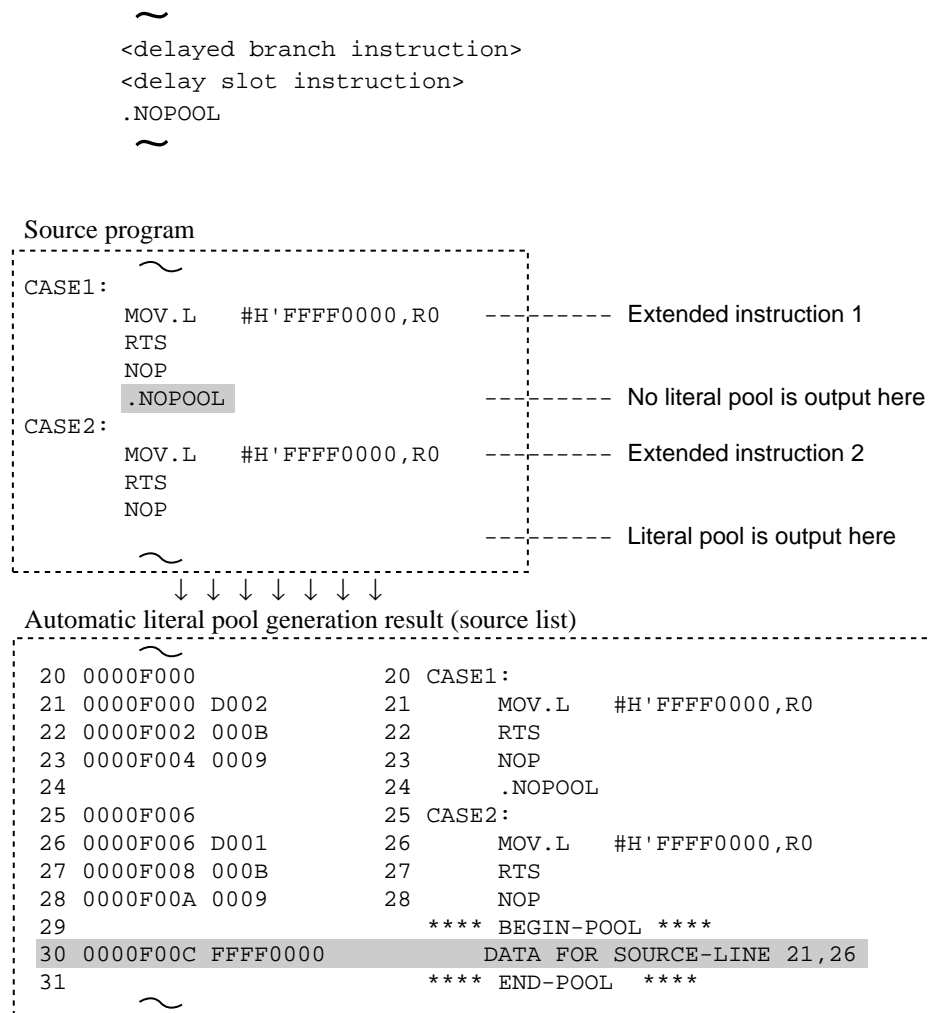 <delayed branch instruction>
<delay slot instruction>
.NOPOOL
Source program
CASE1:
MOV.L #H'FFFF0000,R0 Extended instruction 1
RTS
NOP
.NOPOOL No literal pool is output here
CASE2:
MOV.L #H'FFFF0000,R0 Extended instruction 2
RTS
NOP
Literal pool is output here
↓ ↓ ↓ ↓ ↓ ↓ ↓
Automatic literal pool generation result (source list)
20 0000F000 20 CASE1:
21 0000F000 D002 21 MOV.L #H'FFFF0000,R0
22 0000F002 000B 22 RTS
23 0000F004 0009 23 NOP
24 24 .NOPOOL
25 0000F006 25 CASE2:
26 0000F006 D001 26 MOV.L #H'FFFF0000,R0
27 0000F008 000B 27 RTS
28 0000F00A 0009 28 NOP
29 **** BEGIN-POOL ****
30 0000F00C FFFF0000 DATA FOR SOURCE-LINE 21,26
31 **** END-POOL ****